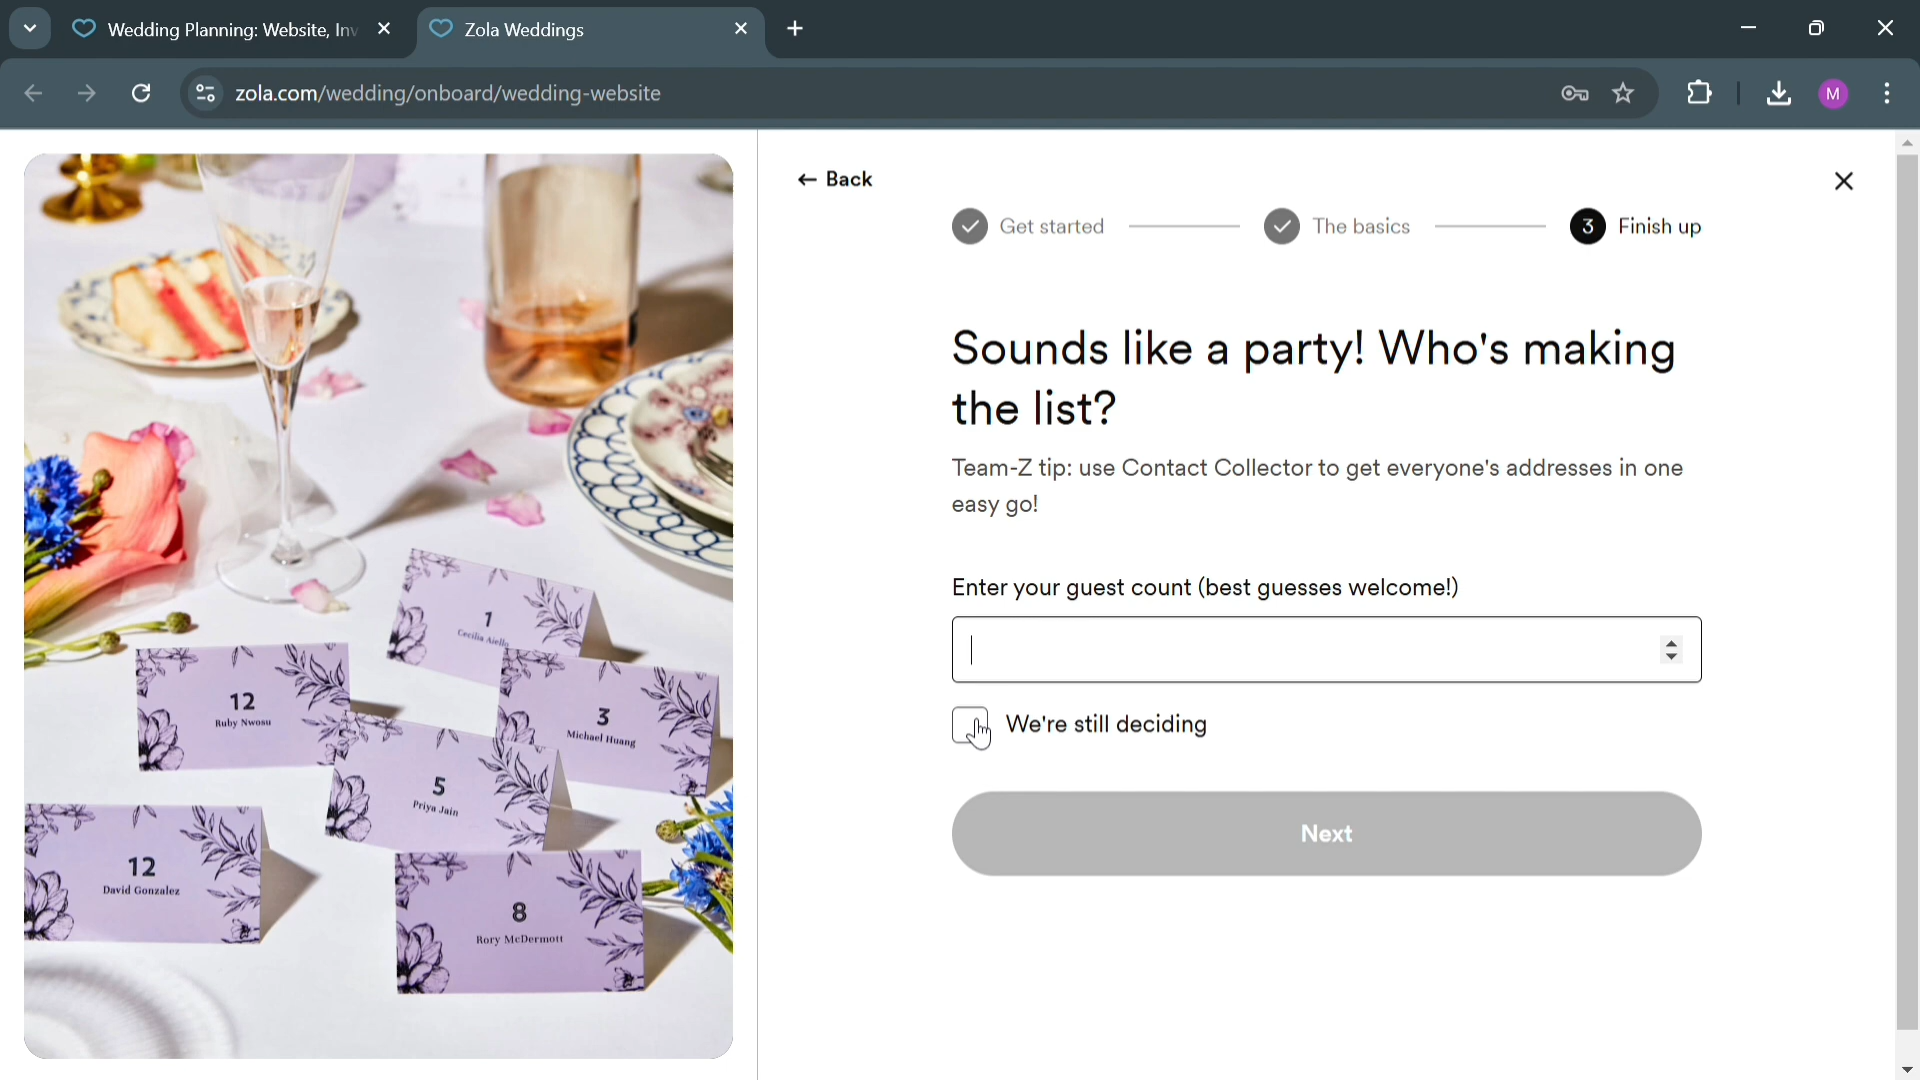 Wedding Planning: Website, Inv
Zola Weddings
zola.com/wedding/onboard/wedding-website
M
← Back
Get started
The basics
3 Finish up
Sounds like a party! Who's making
the list?
Team-Z tip: use Contact Collector to get everyone's addresses in one
easy go!
Enter your guest count (best guesses welcome!)
We're still deciding
Next
1
Cecilia Aiello
12
Ruby Nwosu
3
Michael Huang
5
Priya Jain
12
David Gonzalez
8
Rory McDermott